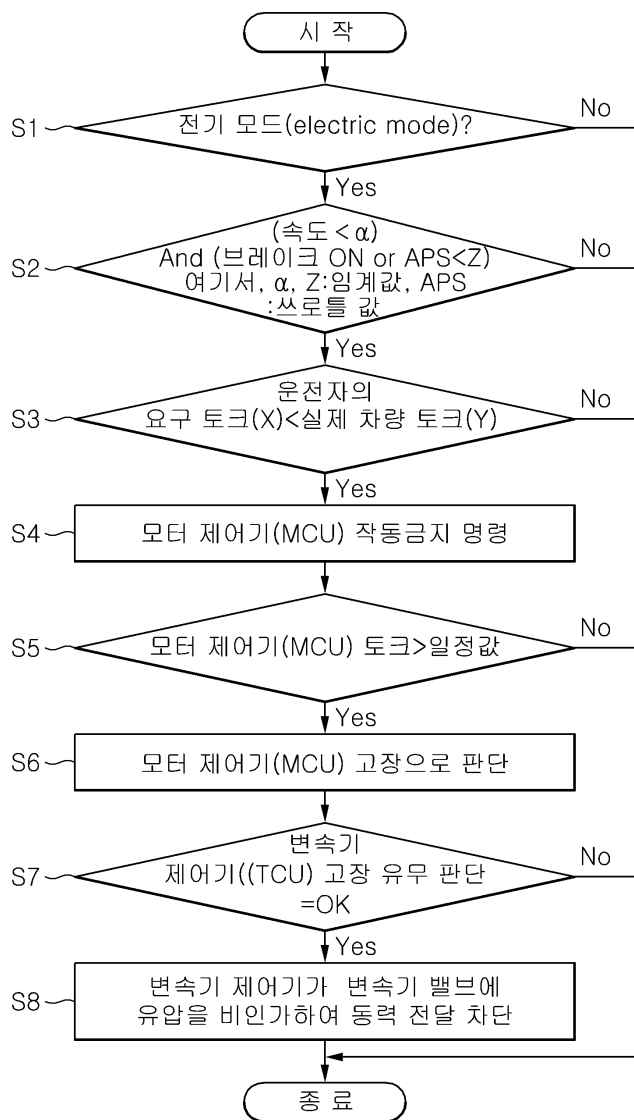 시 작
S1
전기 모드(electric mode)?
No
Yes
S2
(속도<α)
And (브레이크 ON or APS<Z)
여기서, α, Z:임계값, APS
:쓰로틀 값
No
Yes
S3
운전자의
요구 토크(X)<실제 차량 토크(Y)
No
Yes
S4
모터 제어기(MCU) 작동금지 명령
S5
모터 제어기(MCU) 토크>일정값
No
Yes
S6
모터 제어기(MCU) 고장으로 판단
S7
변속기
제어기((TCU) 고장 유무 판단
=OK
No
Yes
S8
변속기 제어기가 변속기 밸브에
유압을 비인가하여 동력 전달 차단
종 료